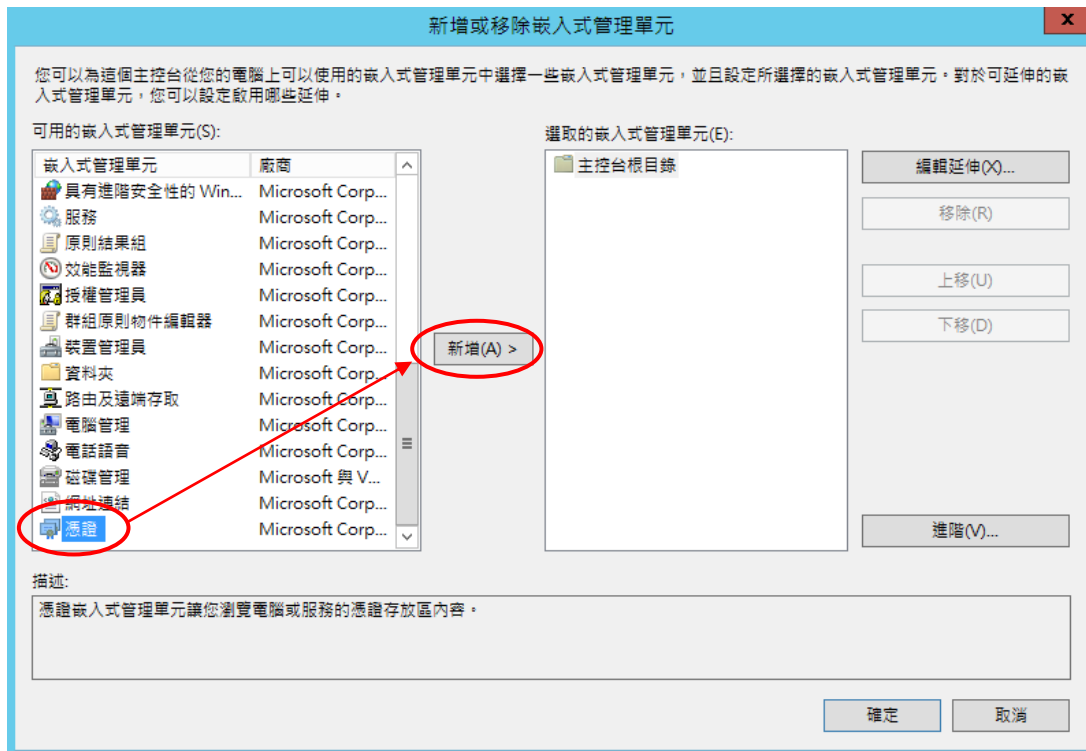 新增或移除嵌入式管理單元
x
您可以為這個主控台從您的電腦上可以使用的嵌入式管理單元中選擇一些嵌入式管理單元，並且設定所選擇的嵌入式管理單元。對於可延伸的嵌
入式管理單元，您可以設定啟用哪些延伸。
可用的嵌入式管理單元(S):
嵌入式管理單元 廠商
具有進階安全性的 Win... Microsoft Corp...
服務 Microsoft Corp...
原則結果組 Microsoft Corp...
效能監視器 Microsoft Corp...
授權管理員 Microsoft Corp...
群組原則物件編輯器 Microsoft Corp...
裝置管理員 Microsoft Corp...
資料夾 Microsoft Corp...
路由及遠端存取 Microsoft Corp...
電腦管理 Microsoft Corp...
電話語音 Microsoft Corp...
磁碟管理 Microsoft 與 V...
網址連結 Microsoft Corp...
憑證 Microsoft Corp...
新增(A) >
選取的嵌入式管理單元(E):
主控台根目錄
編輯延伸(X)...
移除(R)
上移(U)
下移(D)
進階(V)...
描述:
憑證嵌入式管理單元讓您瀏覽電腦或服務的憑證存放區內容。
確定
取消